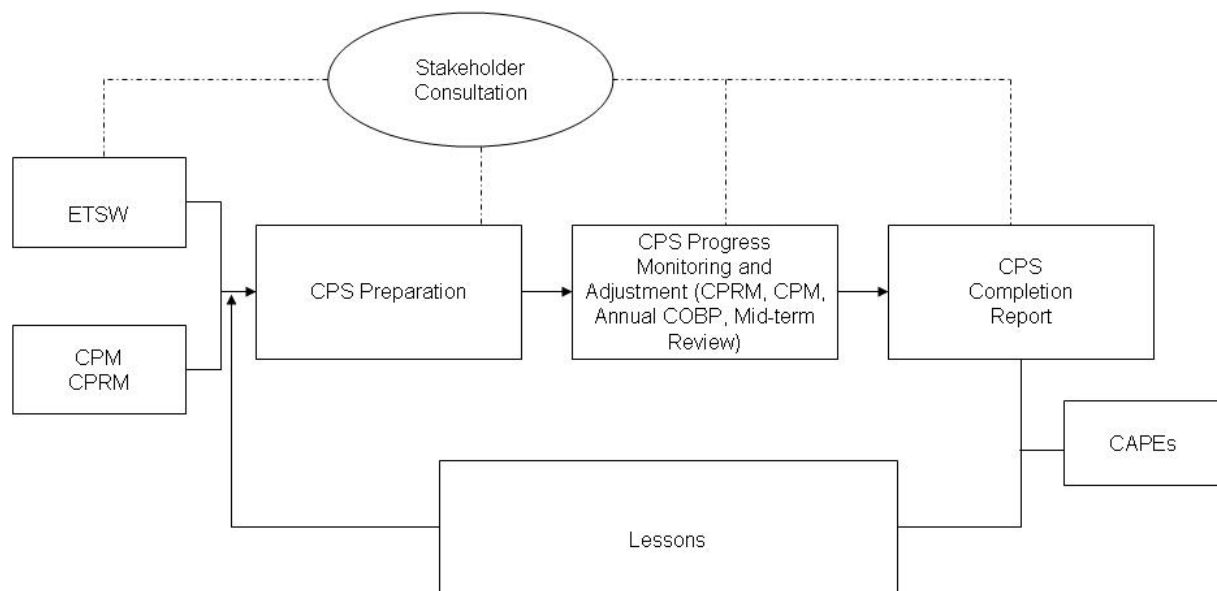 Stakeholder
Consultation
ETSW
CPS Preparation
CPS Progress
Monitoring and
Adjustment (CPRM, CPM,
Annual COBP, Mid-term
Review)
CPS
Completion
Report
CPM
CPRM
CAPEs
Lessons